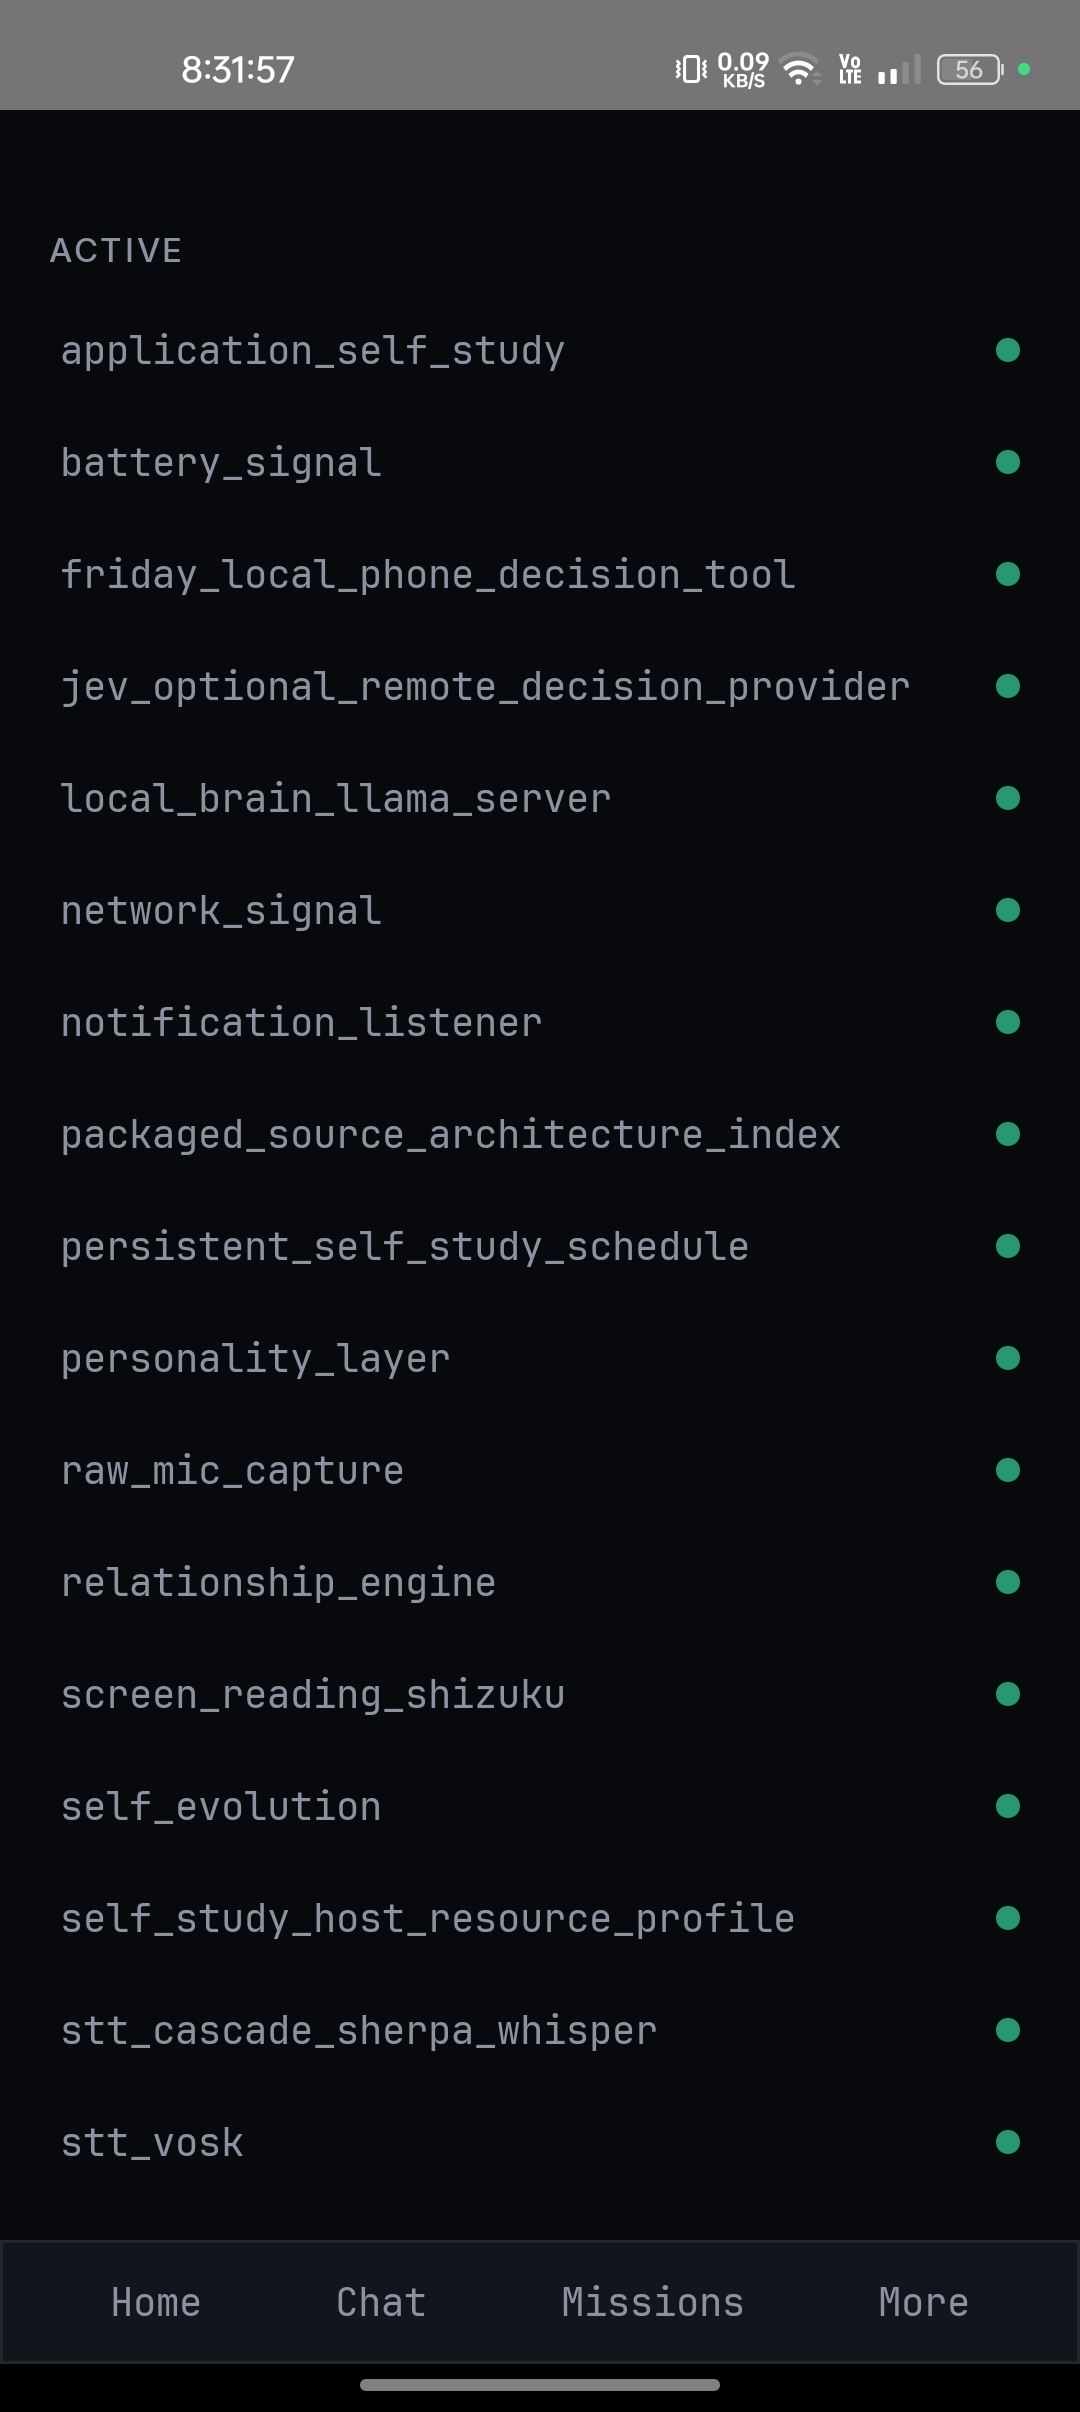 8:31:57 0.09 KB/S Vo LTE 56
ACTIVE
application_self_study
battery_signal
friday_local_phone_decision_tool
jev_optional_remote_decision_provider
local_brain_llama_server
network_signal
notification_listener
packaged_source_architecture_index
persistent_self_study_schedule
personality_layer
raw_mic_capture
relationship_engine
screen_reading_shizuku
self_evolution
self_study_host_resource_profile
stt_cascade_sherpa_whisper
stt_vosk
Home Chat Missions More